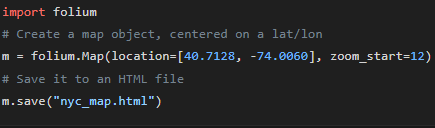 import folium
# Create a map object, centered on a lat/lon
m = folium.Map(location=[40.7128, -74.0060], zoom_start=12)
# Save it to an HTML file
m.save("nyc_map.html")